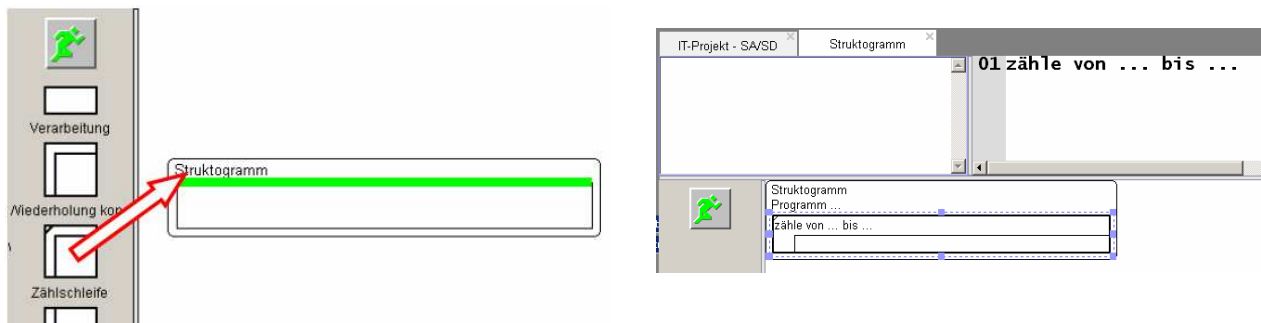 Verarbeitung
Wiederholung kop
Zählschleife
Struktogramm
IT-Projekt - SA/SD
Struktogramm
01 zähle von ... bis ...
Struktogramm
Programm ...
zähle von ... bis ...